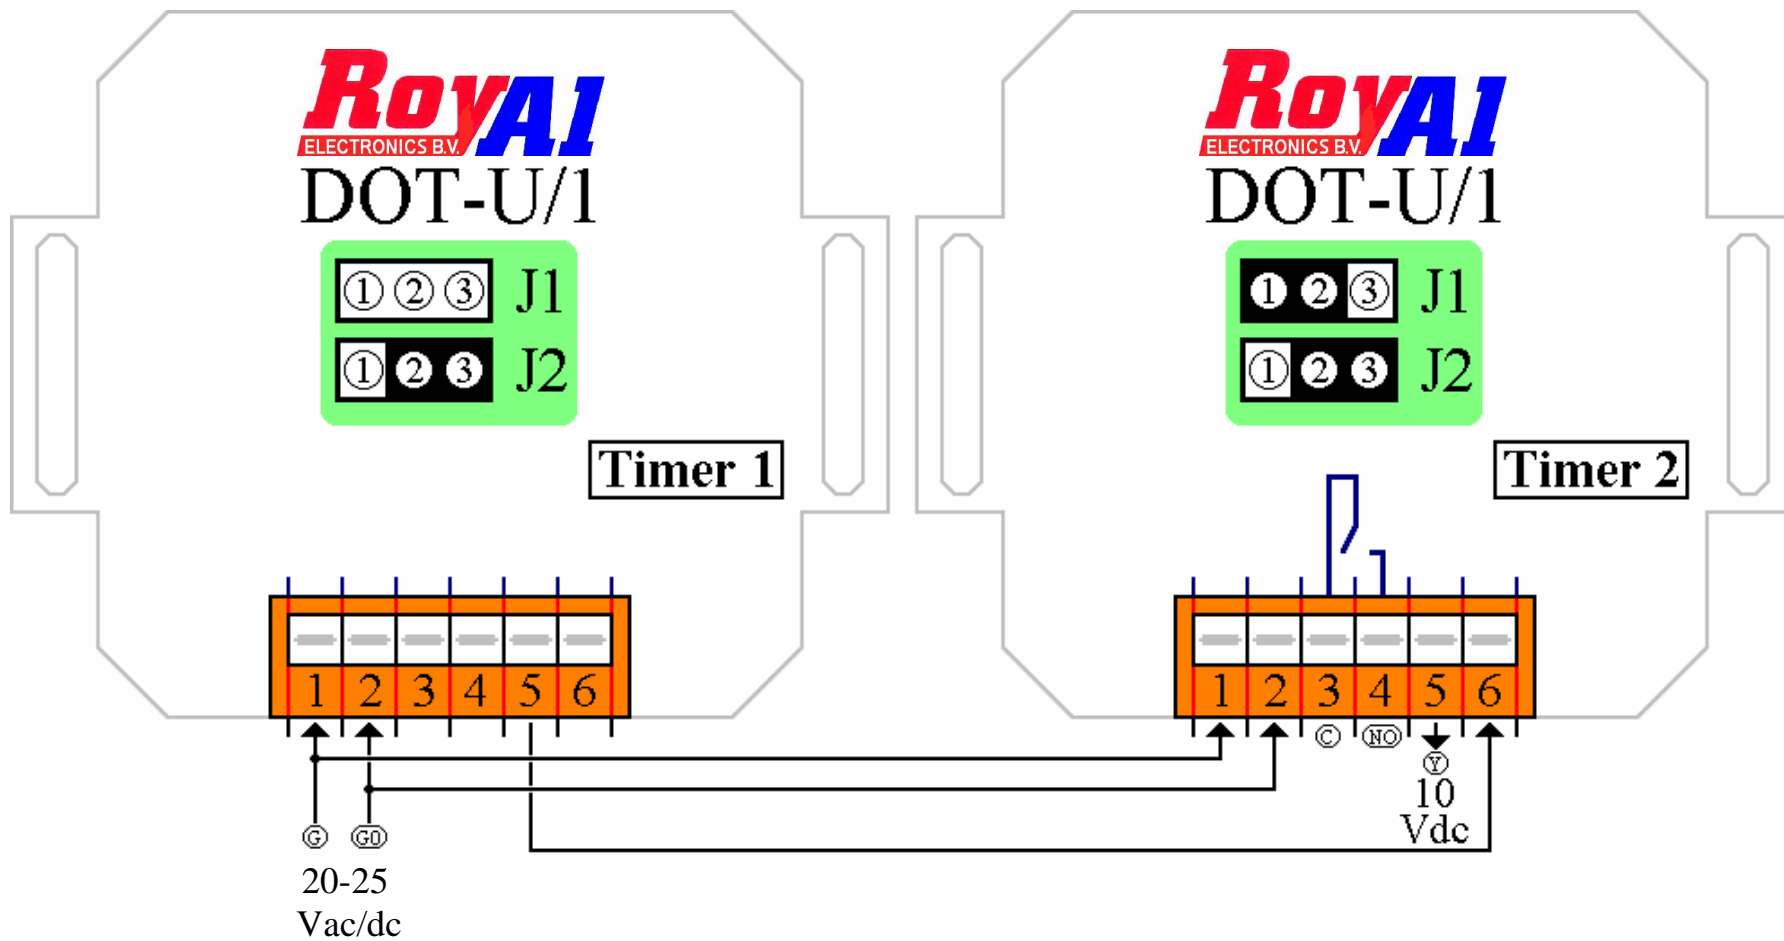 RoyAl
ELECTRONICS B.V.
DOT-U/1
1 2 3 J1
1 2 3 J2
Timer 1
1 2 3 4 5 6
G G0
20-25
Vac/dc
RoyAl
ELECTRONICS B.V.
DOT-U/1
1 2 3 J1
1 2 3 J2
Timer 2
1 2 3 4 5 6
C NO Y
10
Vdc